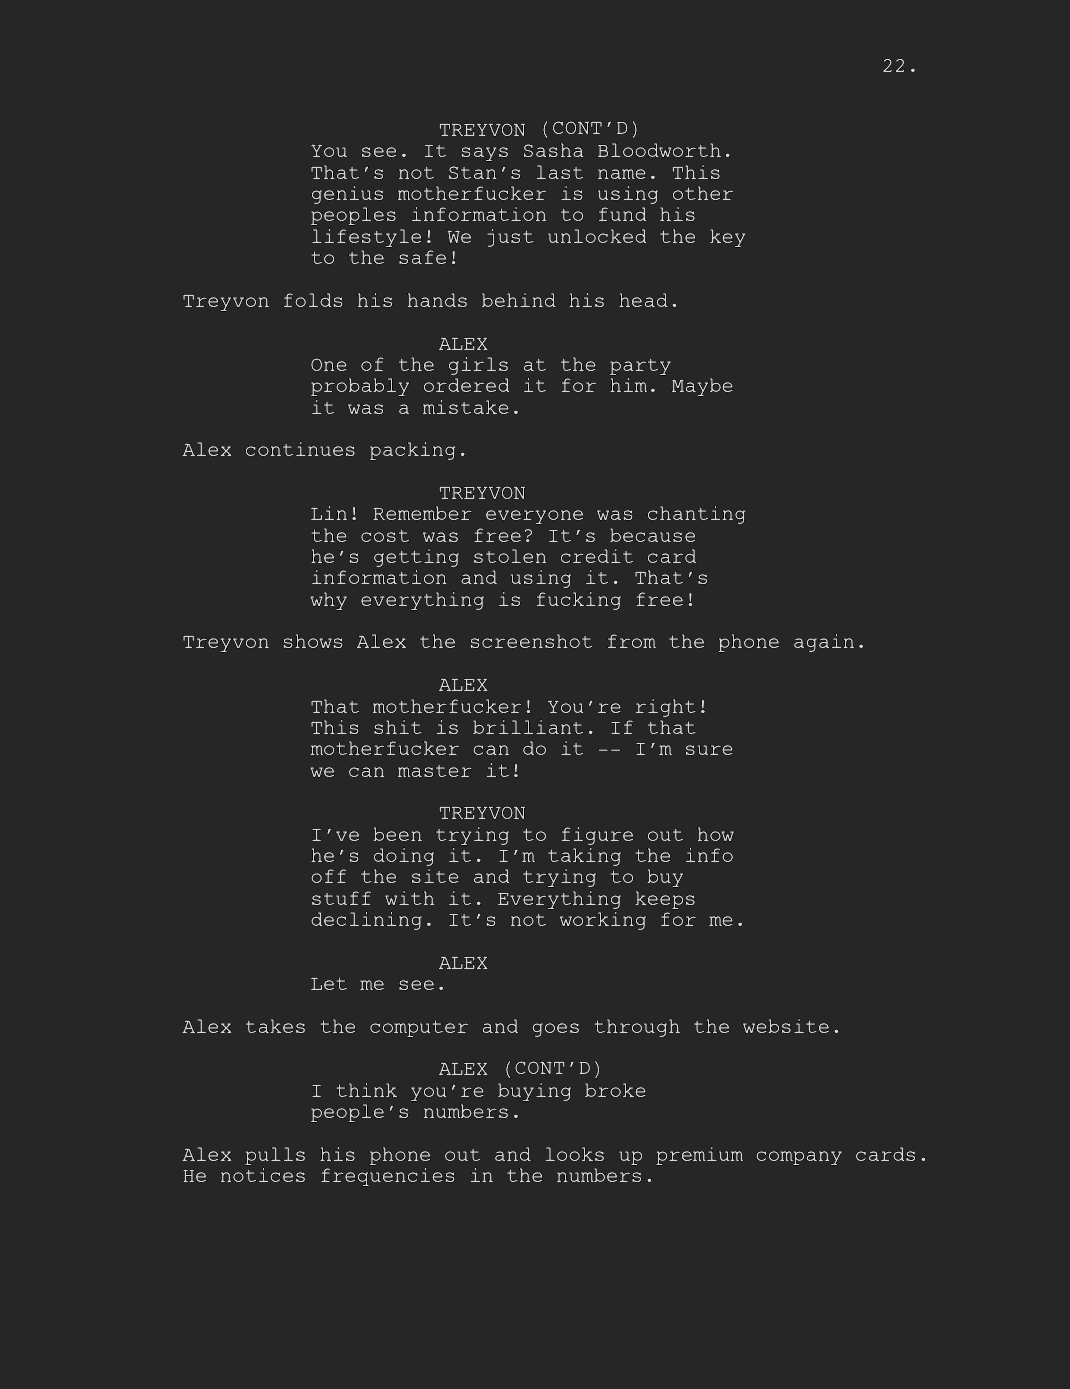 22.
TREYVON (CONT'D)
You see. It says Sasha Bloodworth.
That's not Stan's last name. This
genius motherfucker is using other
peoples information to fund his
lifestyle! We just unlocked the key
to the safe!
Treyvon folds his hands behind his head.
ALEX
One of the girls at the party
probably ordered it for him. Maybe
it was a mistake.
Alex continues packing.
TREYVON
Lin! Remember everyone was chanting
the cost was free? It's because
he's getting stolen credit card
information and using it. That's
why everything is fucking free!
Treyvon shows Alex the screenshot from the phone again.
ALEX
That motherfucker! You're right!
This shit is brilliant. If that
motherfucker can do it -- I'm sure
we can master it!
TREYVON
I've been trying to figure out how
he's doing it. I'm taking the info
off the site and trying to buy
stuff with it. Everything keeps
declining. It's not working for me.
ALEX
Let me see.
Alex takes the computer and goes through the website.
ALEX (CONT'D)
I think you're buying broke
people's numbers.
Alex pulls his phone out and looks up premium company cards.
He notices frequencies in the numbers.